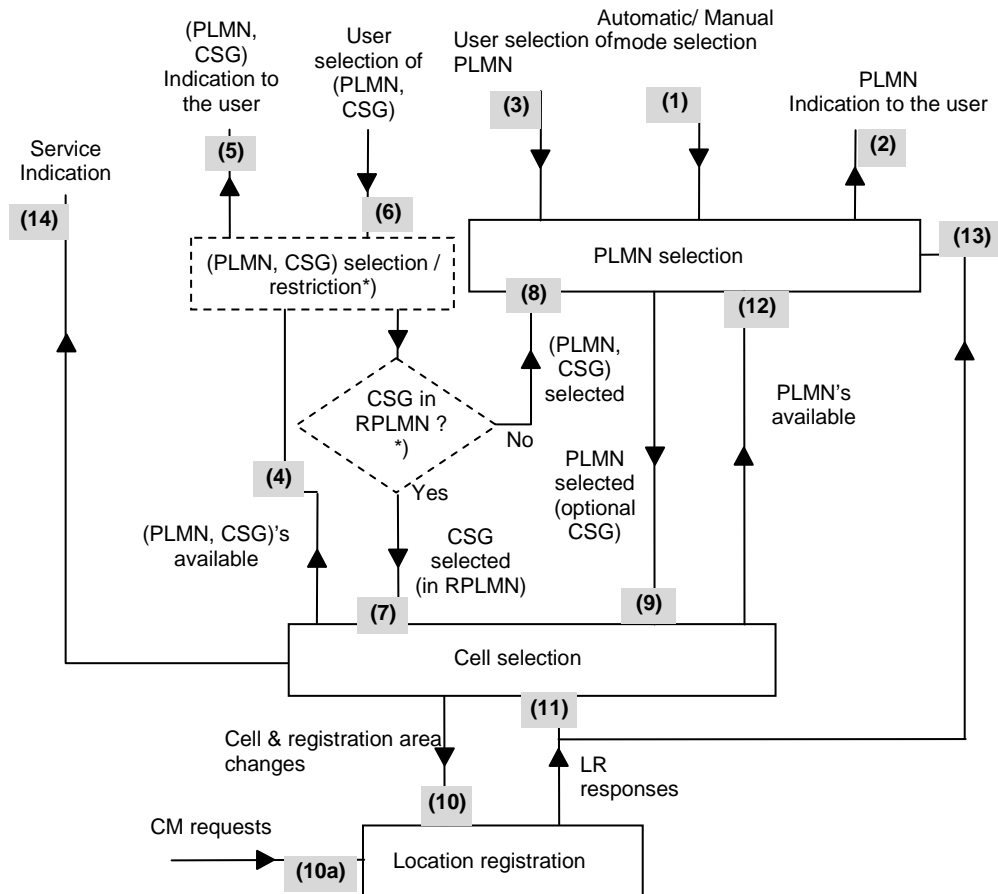 Automatic/ Manual
mode selection
User selection of
PLMN
(PLMN,
CSG)
Indication to
the user
User
selection of
(PLMN,
CSG)
PLMN
Indication to the user
(3)
(1)
(2)
(5)
Service
Indication
(14)
(6)
(13)
(PLMN, CSG) selection /
restriction*)
PLMN selection
(8)
(12)
(PLMN,
CSG)
selected
CSG in
RPLMN ?
*)
No
PLMN's
available
(4)
Yes
PLMN
selected
(optional
CSG)
(PLMN, CSG)'s
available
CSG
selected
(in RPLMN)
(7)
(9)
Cell selection
(11)
Cell & registration area
changes
LR
responses
(10)
CM requests
(10a)
Location registration